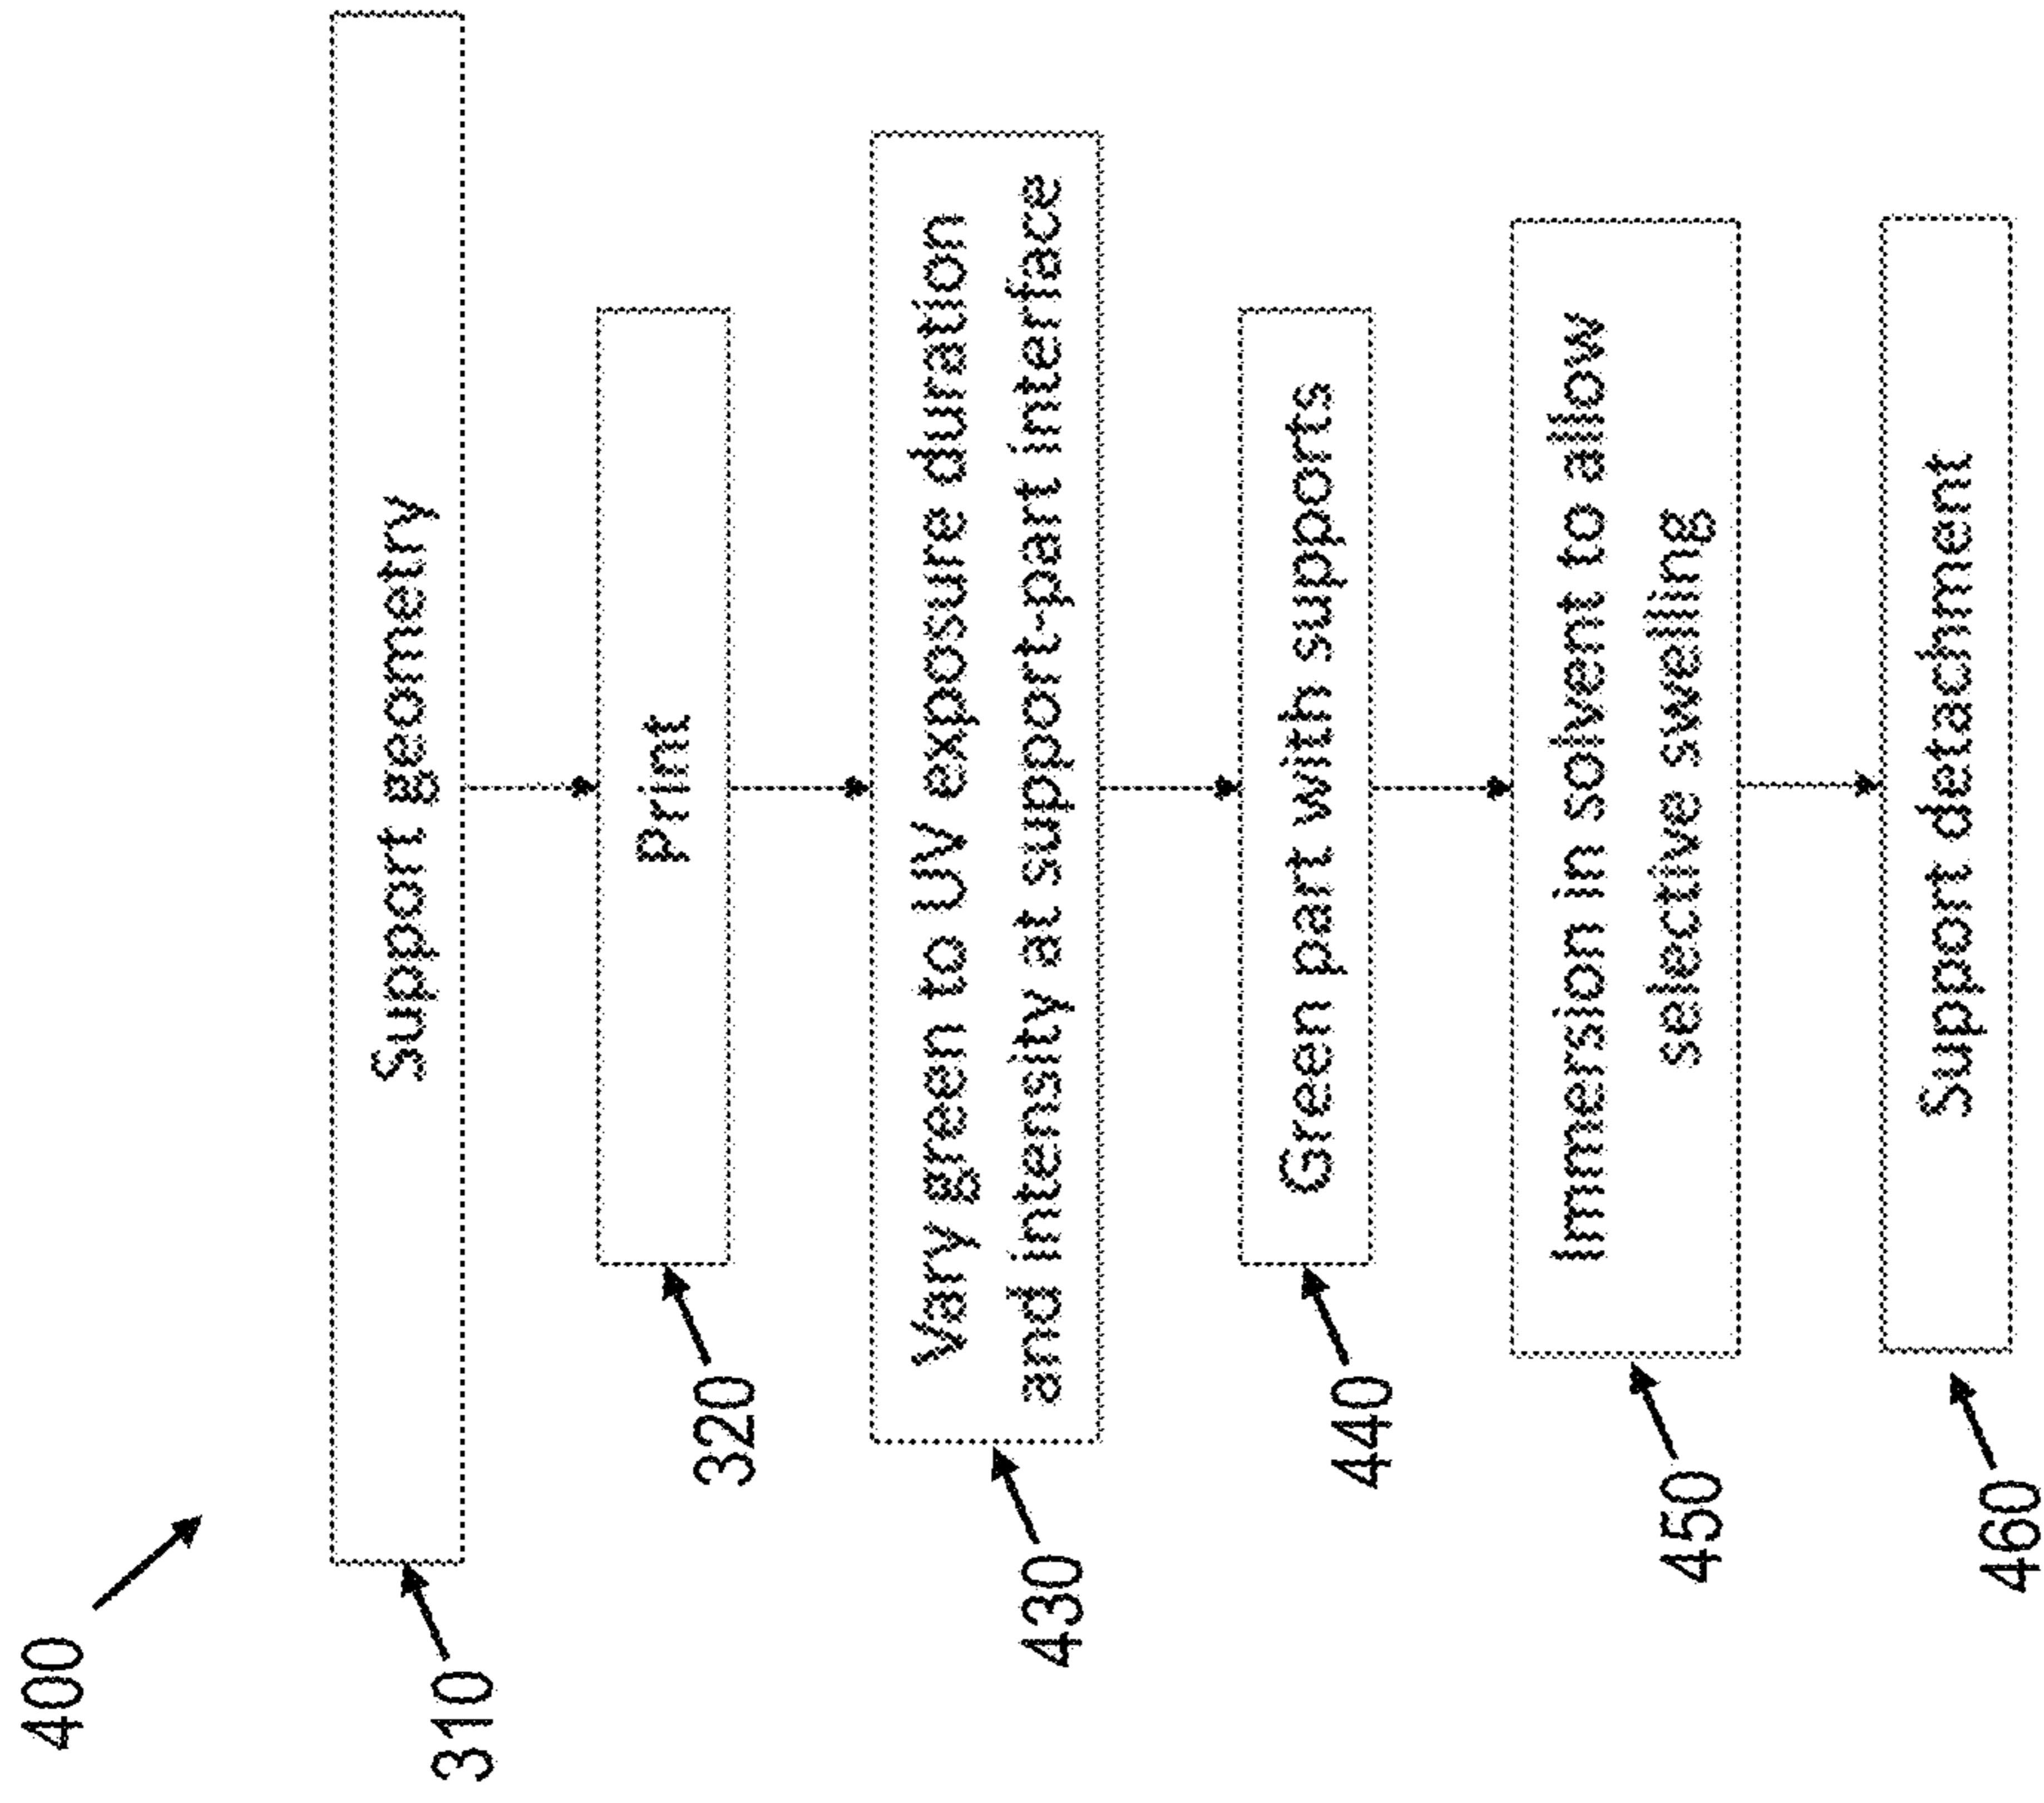 400
310
Support geometry
320
Print
430
Vary green to UV exposure duration
and intensity at support-part interface
440
Green part with supports
450
Immersion in solvent to allow
selective swelling
460
Support detachment